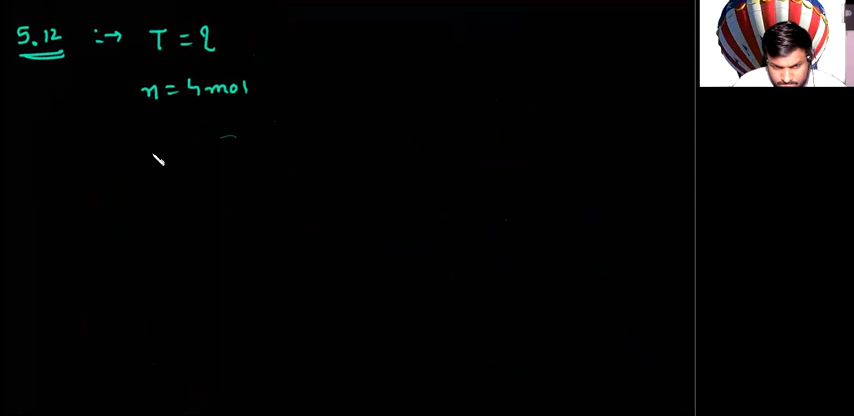 5.12 :→ T = ?
n = 4 mol